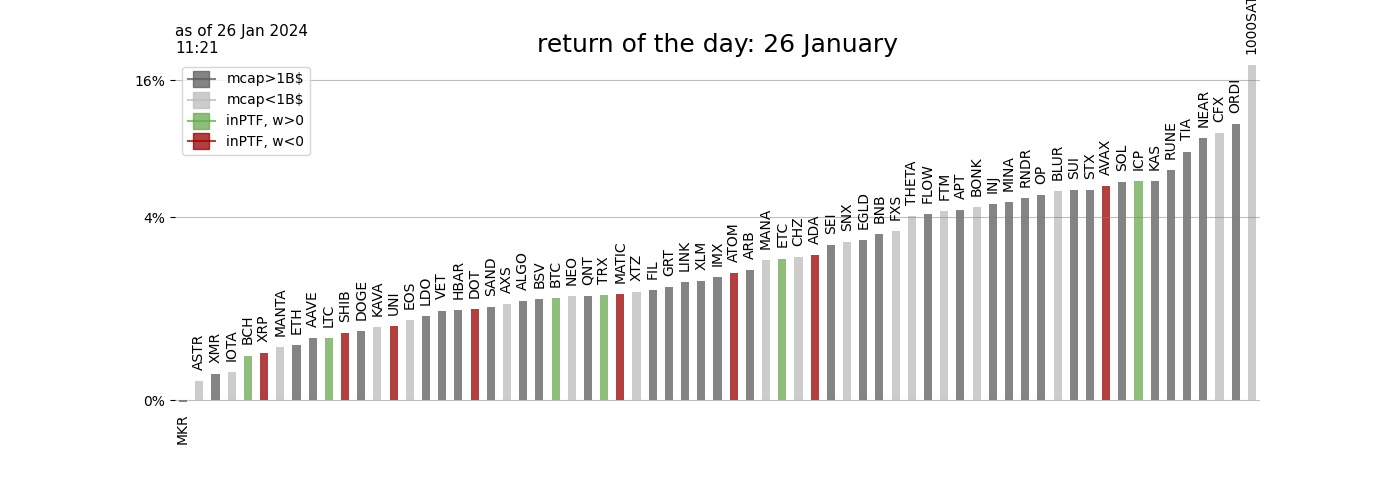 as of 26 Jan 2024
11:21
return of the day: 26 January
mcap>1B$
mcap<1B$
inPTF, w>0
inPTF, w<0
16%
4%
0%
MKR
ASTR
XMR
IOTA
BCH
XRP
MANTA
ETH
AAVE
LTC
SHIB
DOGE
KAVA
UNI
EOS
LDO
VET
HBAR
DOT
SAND
AXS
ALGO
BSV
BTC
NEO
QNT
TRX
MATIC
XTZ
FIL
GRT
LINK
XLM
IMX
ATOM
ARB
MANA
ETC
CHZ
ADA
SEI
SNX
EGLD
BNB
FXS
THETA
FLOW
FTM
APT
BONK
INJ
MINA
RNDR
OP
BLUR
SUI
STX
AVAX
SOL
ICP
KAS
RUNE
TIA
NEAR
CFX
ORDI
1000SAT